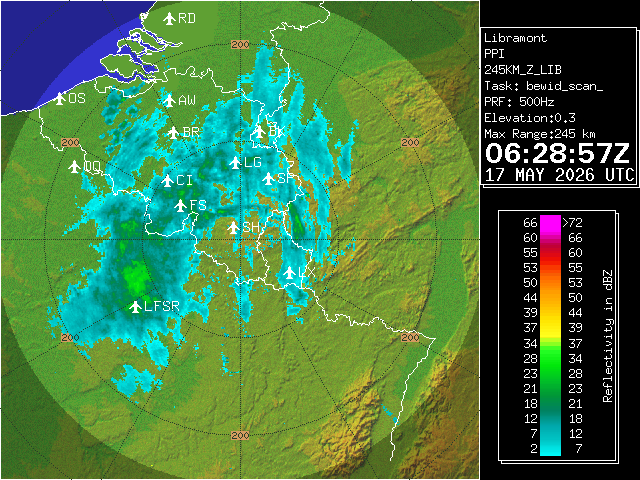 Libramont
PPI
245KM_Z_LIB
Task: bewid_scan_
PRF: 500Hz
Elevation:0.3
Max Range:245 km
06:28:57Z
17 MAY 2026 UTC
RD
200
OS
AW
BR
200
200
OQ
LG
CI
SP
FS
SH
LX
LFSR
200
200
200
66 >72
60 66
55 60
53 55
50 53
44 50
39 44
37 39
34 37
28 34
23 28
21 23
18 21
12 18
7 12
2 7
Reflectivity in dBZ